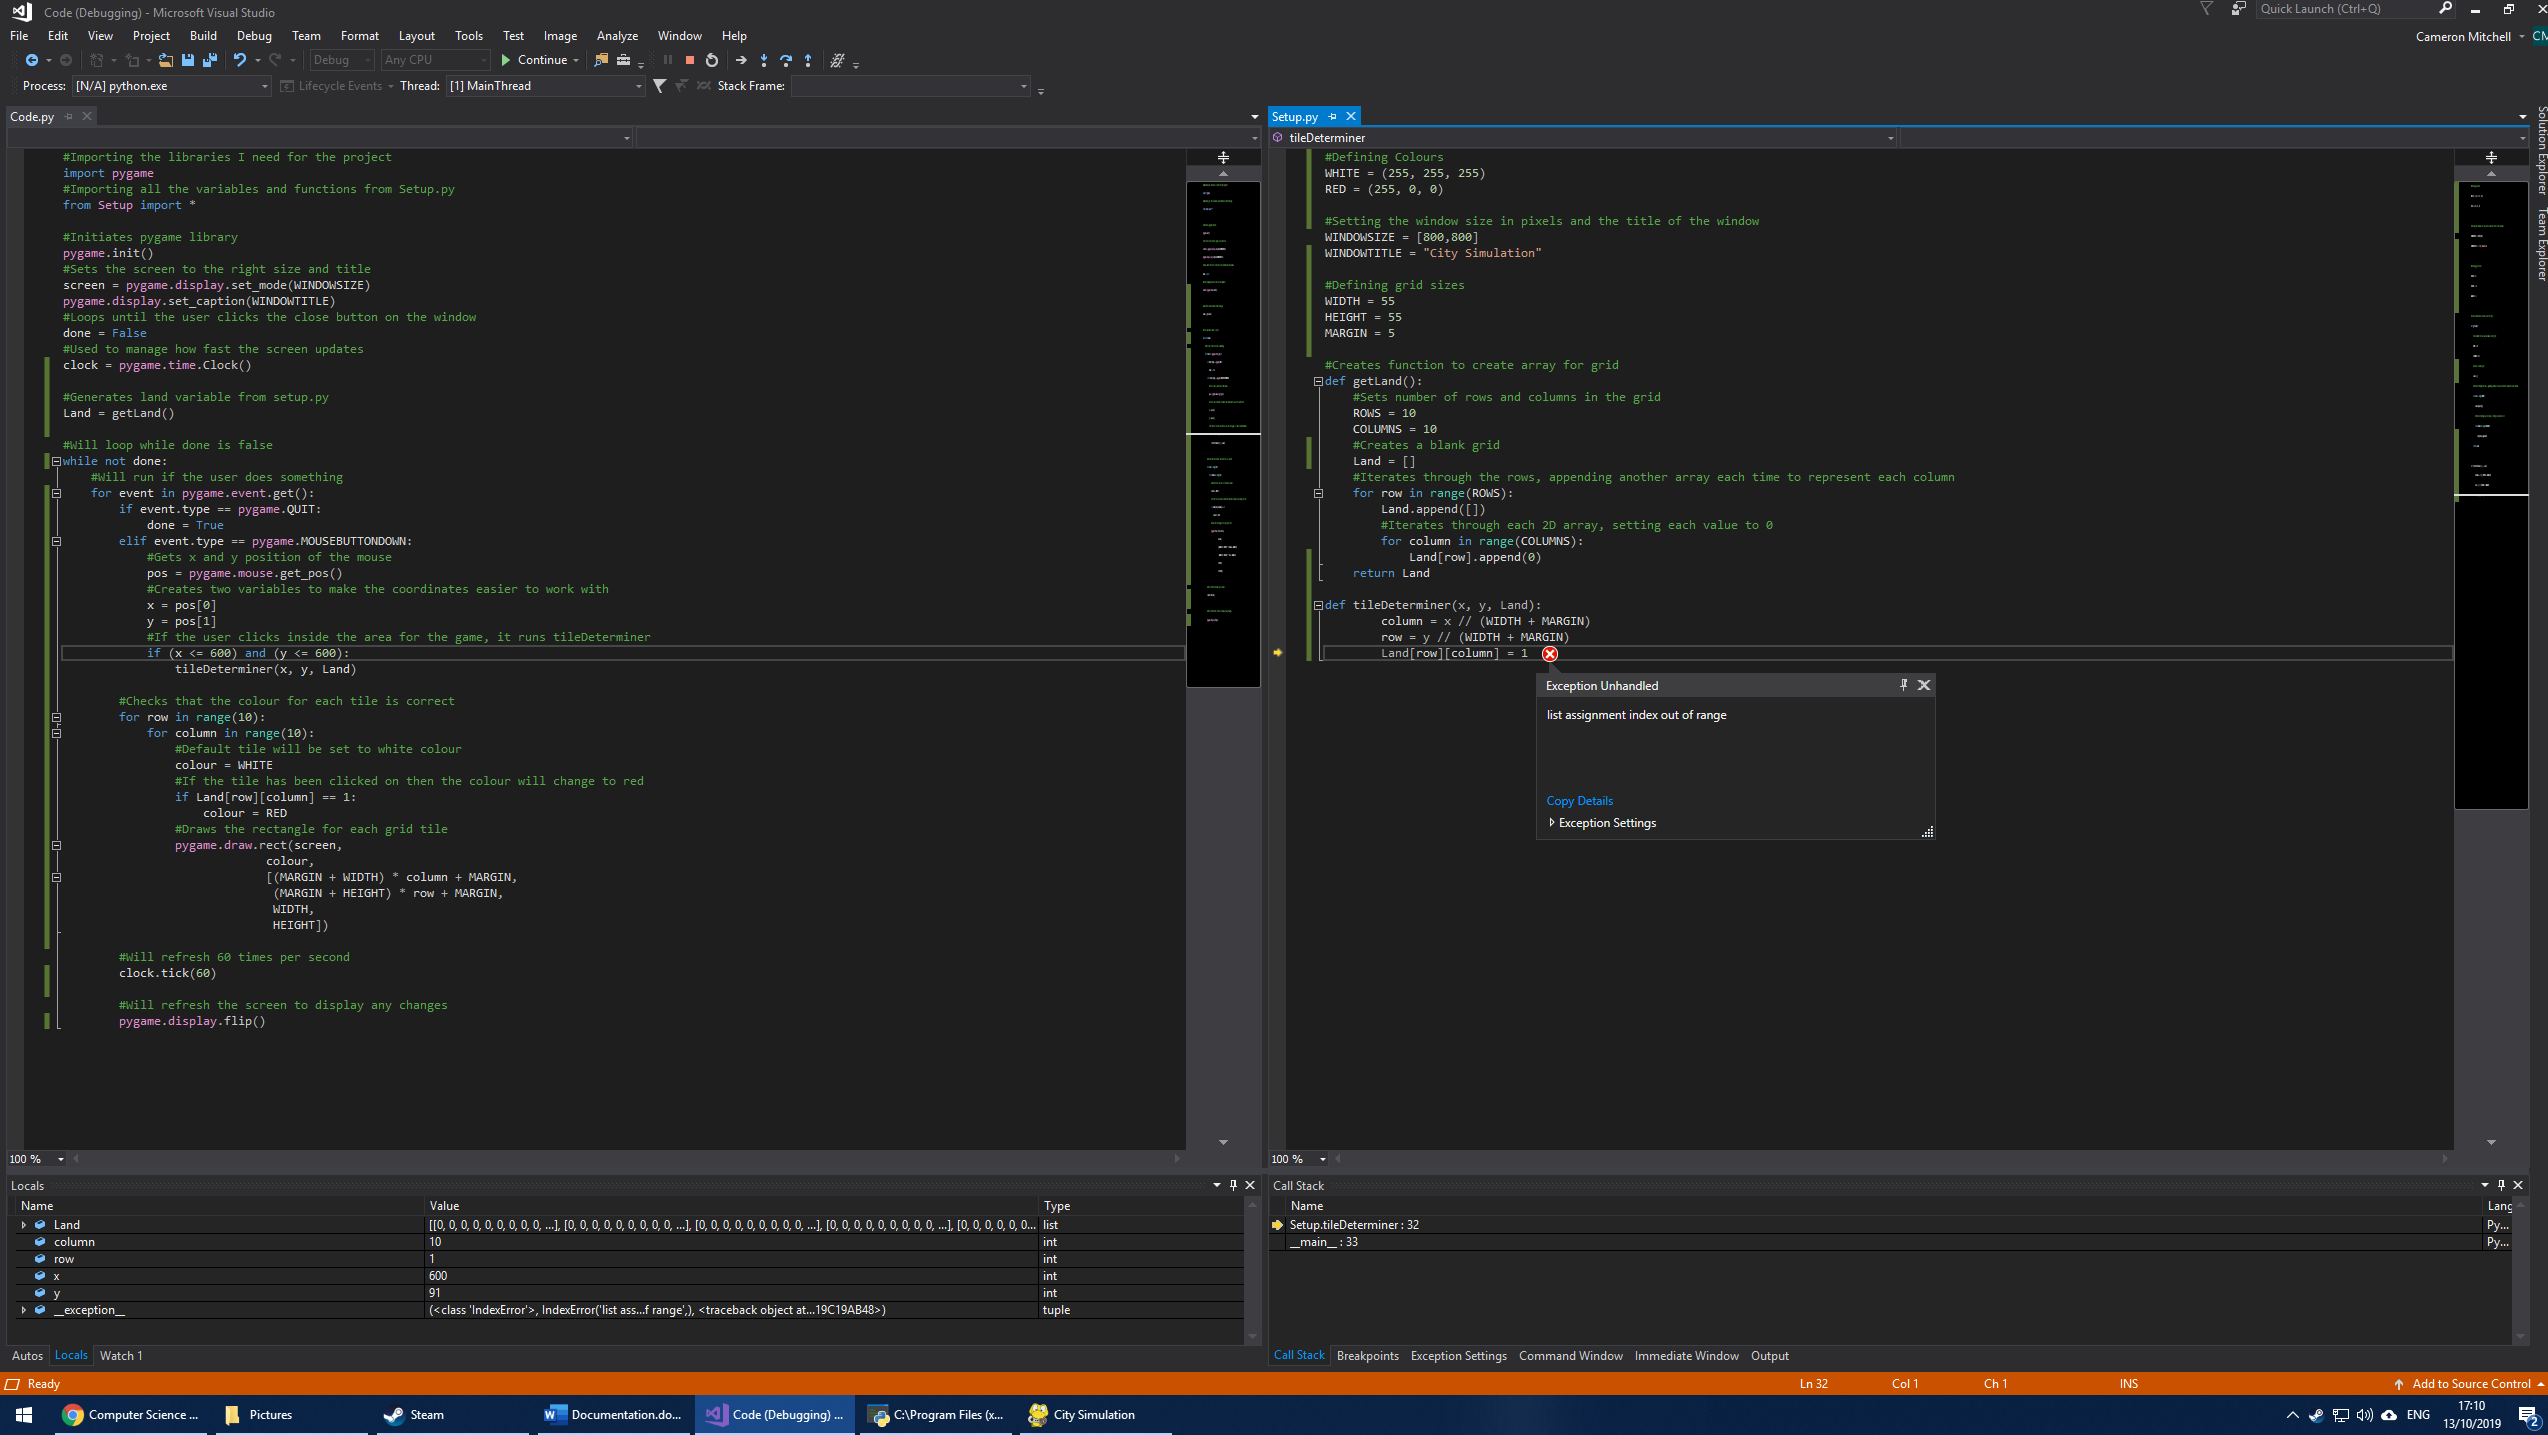 Code (Debugging) - Microsoft Visual Studio
Quick Launch (Ctrl+Q)
File Edit View Project Build Debug Team Format Layout Tools Test Image Analyze Window Help
Cameron Mitchell CM
Debug Any CPU Continue
Process: [N/A] python.exe Lifecycle Events Thread: [1] MainThread Stack Frame:
Code.py
#Importing the libraries I need for the project
import pygame
#Importing all the variables and functions from Setup.py
from Setup import *
#Initiates pygame library
pygame.init()
#Sets the screen to the right size and title
screen = pygame.display.set_mode(WINDOWSIZE)
pygame.display.set_caption(WINDOWTITLE)
#Loops until the user clicks the close button on the window
done = False
#Used to manage how fast the screen updates
clock = pygame.time.Clock()
#Generates land variable from setup.py
Land = getLand()
#Will loop while done is false
while not done:
#Will run if the user does something
for event in pygame.event.get():
if event.type == pygame.QUIT:
done = True
elif event.type == pygame.MOUSEBUTTONDOWN:
#Gets x and y position of the mouse
pos = pygame.mouse.get_pos()
#Creates two variables to make the coordinates easier to work with
x = pos[0]
y = pos[1]
#If the user clicks inside the area for the game, it runs tileDeterminer
if (x <= 600) and (y <= 600):
tileDeterminer(x, y, Land)
#Checks that the colour for each tile is correct
for row in range(10):
for column in range(10):
#Default tile will be set to white colour
colour = WHITE
#If the tile has been clicked on then the colour will change to red
if Land[row][column] == 1:
colour = RED
#Draws the rectangle for each grid tile
pygame.draw.rect(screen,
colour,
[(MARGIN + WIDTH) * column + MARGIN,
(MARGIN + HEIGHT) * row + MARGIN,
WIDTH,
HEIGHT])
#Will refresh 60 times per second
clock.tick(60)
#Will refresh the screen to display any changes
pygame.display.flip()
100 %
Setup.py
tileDeterminer
#Defining Colours
WHITE = (255, 255, 255)
RED = (255, 0, 0)
#Setting the window size in pixels and the title of the window
WINDOWSIZE = [800,800]
WINDOWTITLE = "City Simulation"
#Defining grid sizes
WIDTH = 55
HEIGHT = 55
MARGIN = 5
#Creates function to create array for grid
def getLand():
#Sets number of rows and columns in the grid
ROWS = 10
COLUMNS = 10
#Creates a blank grid
Land = []
#Iterates through the rows, appending another array each time to represent each column
for row in range(ROWS):
Land.append([])
#Iterates through each 2D array, setting each value to 0
for column in range(COLUMNS):
Land[row].append(0)
return Land
def tileDeterminer(x, y, Land):
column = x // (WIDTH + MARGIN)
row = y // (WIDTH + MARGIN)
Land[row][column] = 1
Exception Unhandled
list assignment index out of range
Copy Details
Exception Settings
100 %
Solution Explorer
Team Explorer
Locals
Name Value Type
Land [[0, 0, 0, 0, 0, 0, 0, 0, 0, ...], [0, 0, 0, 0, 0, 0, 0, 0, 0, ...], [0, 0, 0, 0, 0, 0, 0, 0, 0, ...], [0, 0, 0, 0, 0, 0, 0, 0, 0, ...], [0, 0, 0, 0, 0, 0... list
column 10 int
row 1 int
x 600 int
y 91 int
__exception__ (<class 'IndexError'>, IndexError('list ass...f range',), <traceback object at...19C19AB48>) tuple
Autos Locals Watch 1
Call Stack
Name Lang
Setup.tileDeterminer : 32 Py...
__main__ : 33 Py...
Call Stack Breakpoints Exception Settings Command Window Immediate Window Output
Ready Ln 32 Col 1 Ch 1 INS Add to Source Control
Computer Science ... Pictures Steam Documentation.do... Code (Debugging) ... C:\Program Files (x... City Simulation
ENG
17:10
13/10/2019
2